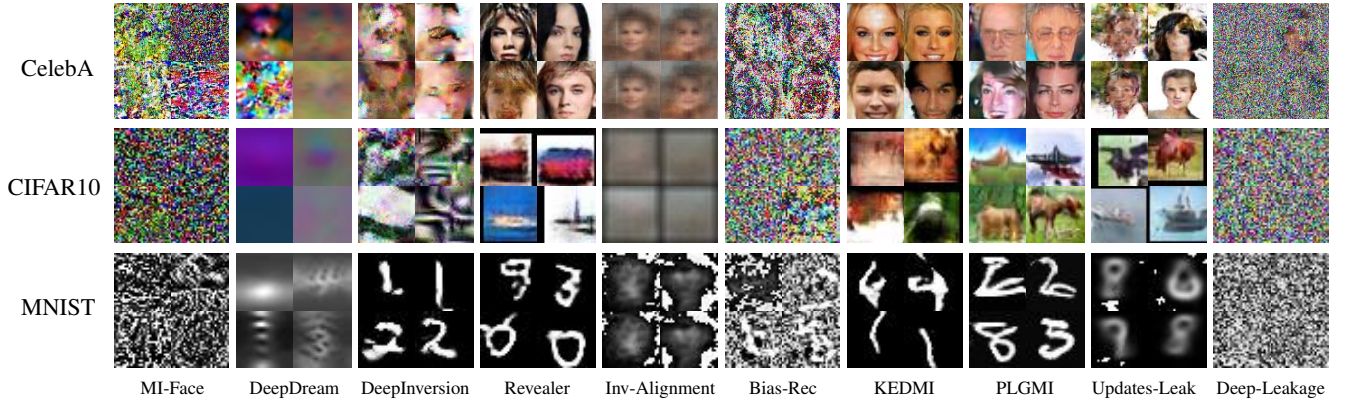 CelebA
CIFAR10
MNIST
MI-Face DeepDream DeepInversion Revealer Inv-Alignment Bias-Rec KEDMI PLGMI Updates-Leak Deep-Leakage